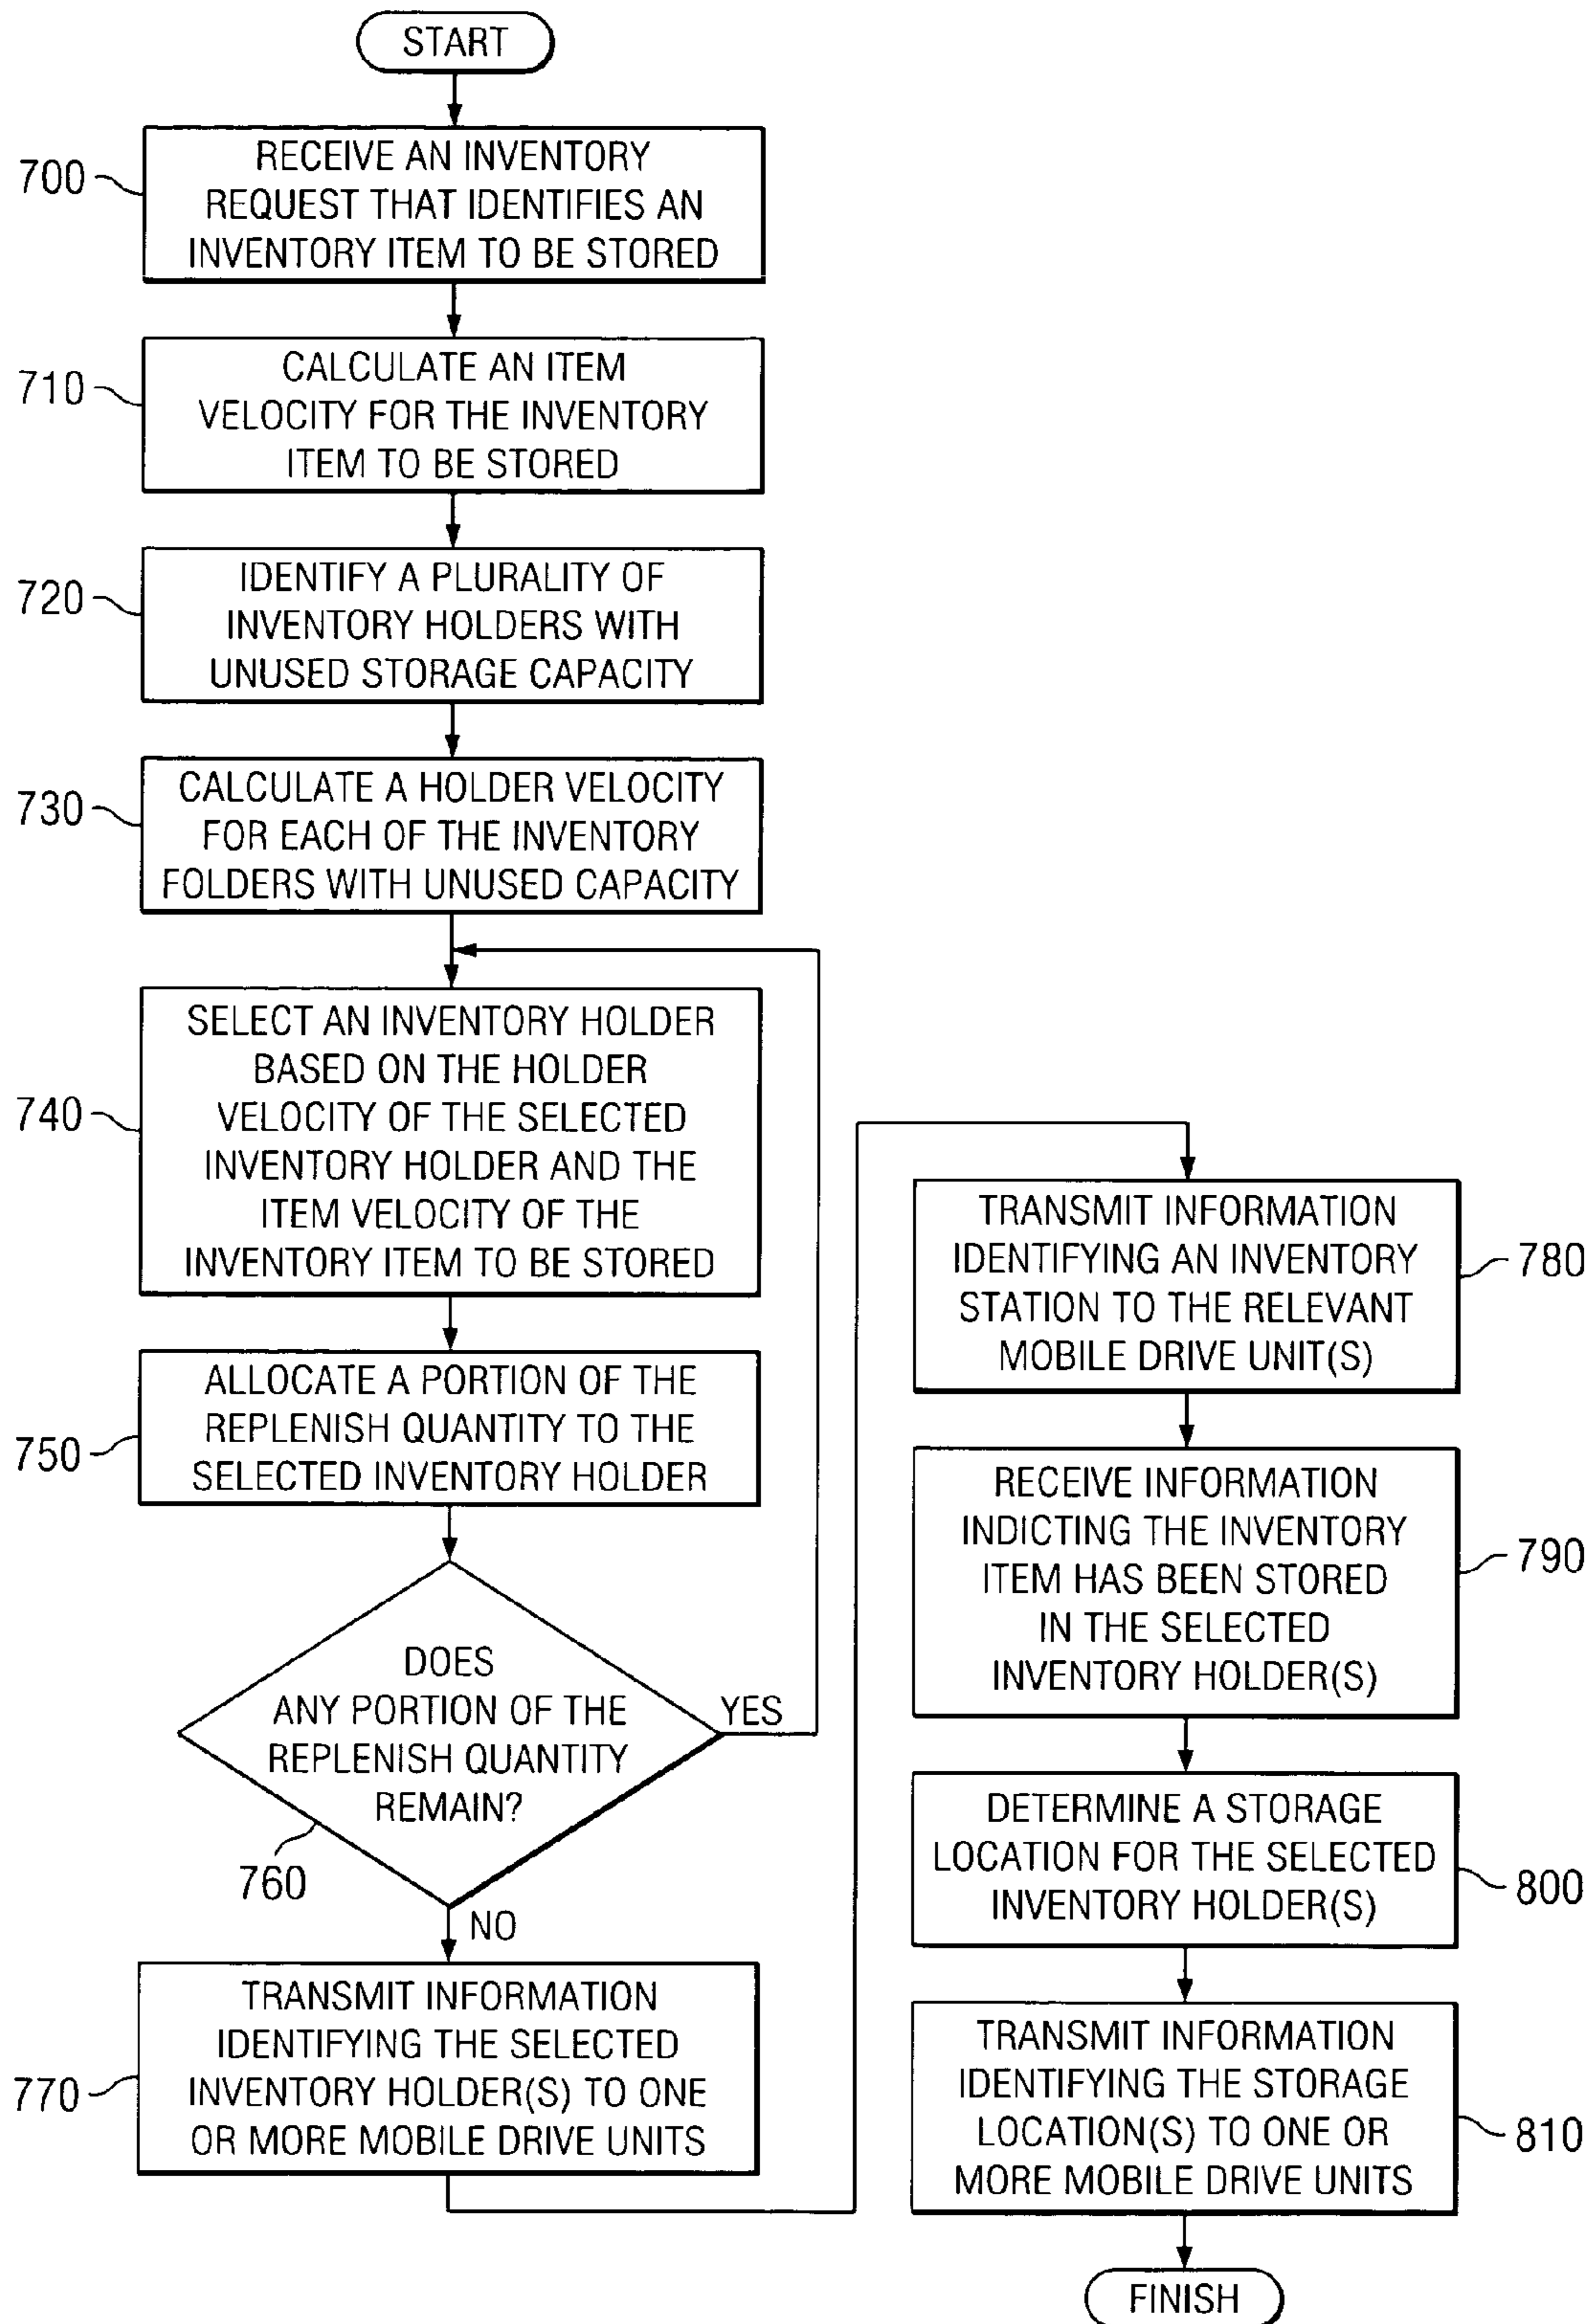 START
700
RECEIVE AN INVENTORY
REQUEST THAT IDENTIFIES AN
INVENTORY ITEM TO BE STORED
710
CALCULATE AN ITEM
VELOCITY FOR THE INVENTORY
ITEM TO BE STORED
720
IDENTIFY A PLURALITY OF
INVENTORY HOLDERS WITH
UNUSED STORAGE CAPACITY
730
CALCULATE A HOLDER VELOCITY
FOR EACH OF THE INVENTORY
FOLDERS WITH UNUSED CAPACITY
740
SELECT AN INVENTORY HOLDER
BASED ON THE HOLDER
VELOCITY OF THE SELECTED
INVENTORY HOLDER AND THE
ITEM VELOCITY OF THE
INVENTORY ITEM TO BE STORED
750
ALLOCATE A PORTION OF THE
REPLENISH QUANTITY TO THE
SELECTED INVENTORY HOLDER
DOES
ANY PORTION OF THE
REPLENISH QUANTITY
REMAIN?
YES
760
NO
770
TRANSMIT INFORMATION
IDENTIFYING THE SELECTED
INVENTORY HOLDER(S) TO ONE
OR MORE MOBILE DRIVE UNITS
TRANSMIT INFORMATION
IDENTIFYING AN INVENTORY
STATION TO THE RELEVANT
MOBILE DRIVE UNIT(S)
780
RECEIVE INFORMATION
INDICTING THE INVENTORY
ITEM HAS BEEN STORED
IN THE SELECTED
INVENTORY HOLDER(S)
790
DETERMINE A STORAGE
LOCATION FOR THE SELECTED
INVENTORY HOLDER(S)
800
TRANSMIT INFORMATION
IDENTIFYING THE STORAGE
LOCATION(S) TO ONE OR
MORE MOBILE DRIVE UNITS
810
FINISH